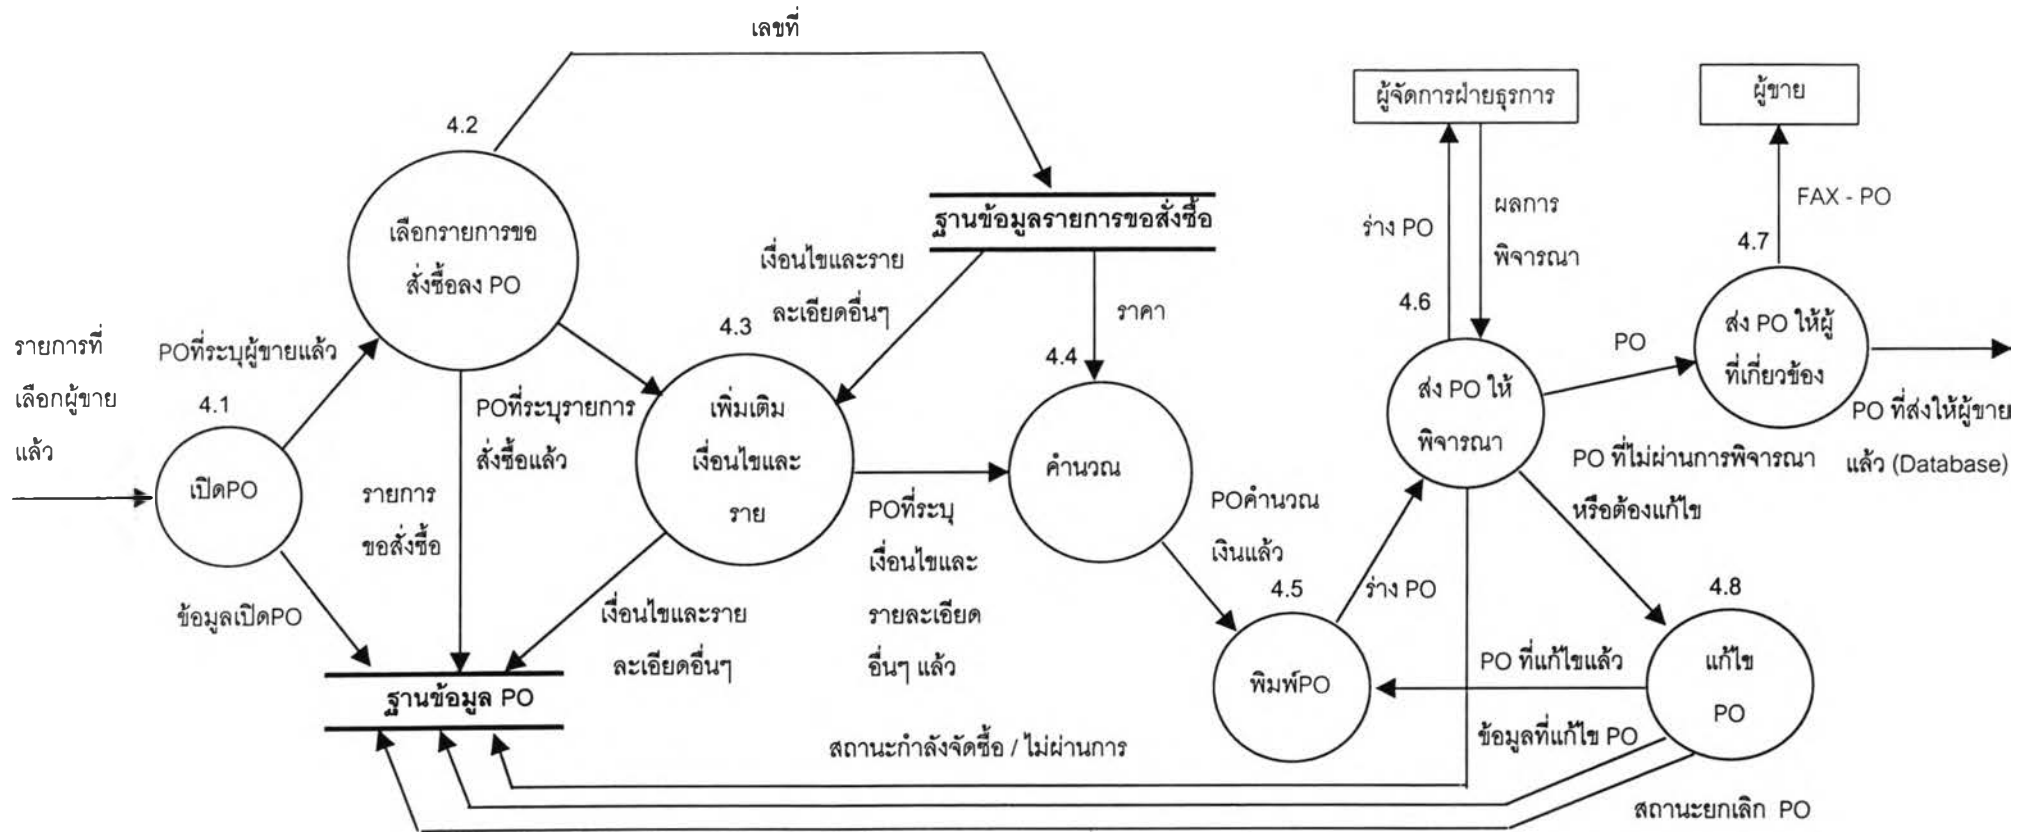 เลขที่
4.2
เลือกรายการขอ
สั่งซื้อลง PO
รายการที่
เลือกผู้ขาย
แล้ว
POที่ระบุผู้ขายแล้ว
4.1
เปิดPO
ข้อมูลเปิดPO
รายการ
ขอสั่งซื้อ
POที่ระบุรายการ
สั่งซื้อแล้ว
ฐานข้อมูลรายการขอสั่งซื้อ
เงื่อนไขและราย
ละเอียดอื่นๆ
ราคา
4.3
เพิ่มเติม
เงื่อนไขและ
ราย
4.4
คำนวณ
POที่ระบุ
เงื่อนไขและ
รายละเอียด
อื่นๆ แล้ว
เงื่อนไขและราย
ละเอียดอื่นๆ
ฐานข้อมูล PO
POคำนวณ
เงินแล้ว
4.5
พิมพ์PO
ร่าง PO
ผู้จัดการฝ่ายธุรการ
ร่าง PO
ผลการ
พิจารณา
4.6
ส่ง PO ให้
พิจารณา
PO
ผู้ขาย
FAX - PO
4.7
ส่ง PO ให้ผู้
ที่เกี่ยวข้อง
PO ที่ส่งให้ผู้ขาย
แล้ว (Database)
PO ที่ไม่ผ่านการพิจารณา
หรือต้องแก้ไข
4.8
แก้ไข
PO
PO ที่แก้ไขแล้ว
ข้อมูลที่แก้ไข PO
สถานะกำลังจัดซื้อ / ไม่ผ่านการ
สถานะยกเลิก PO